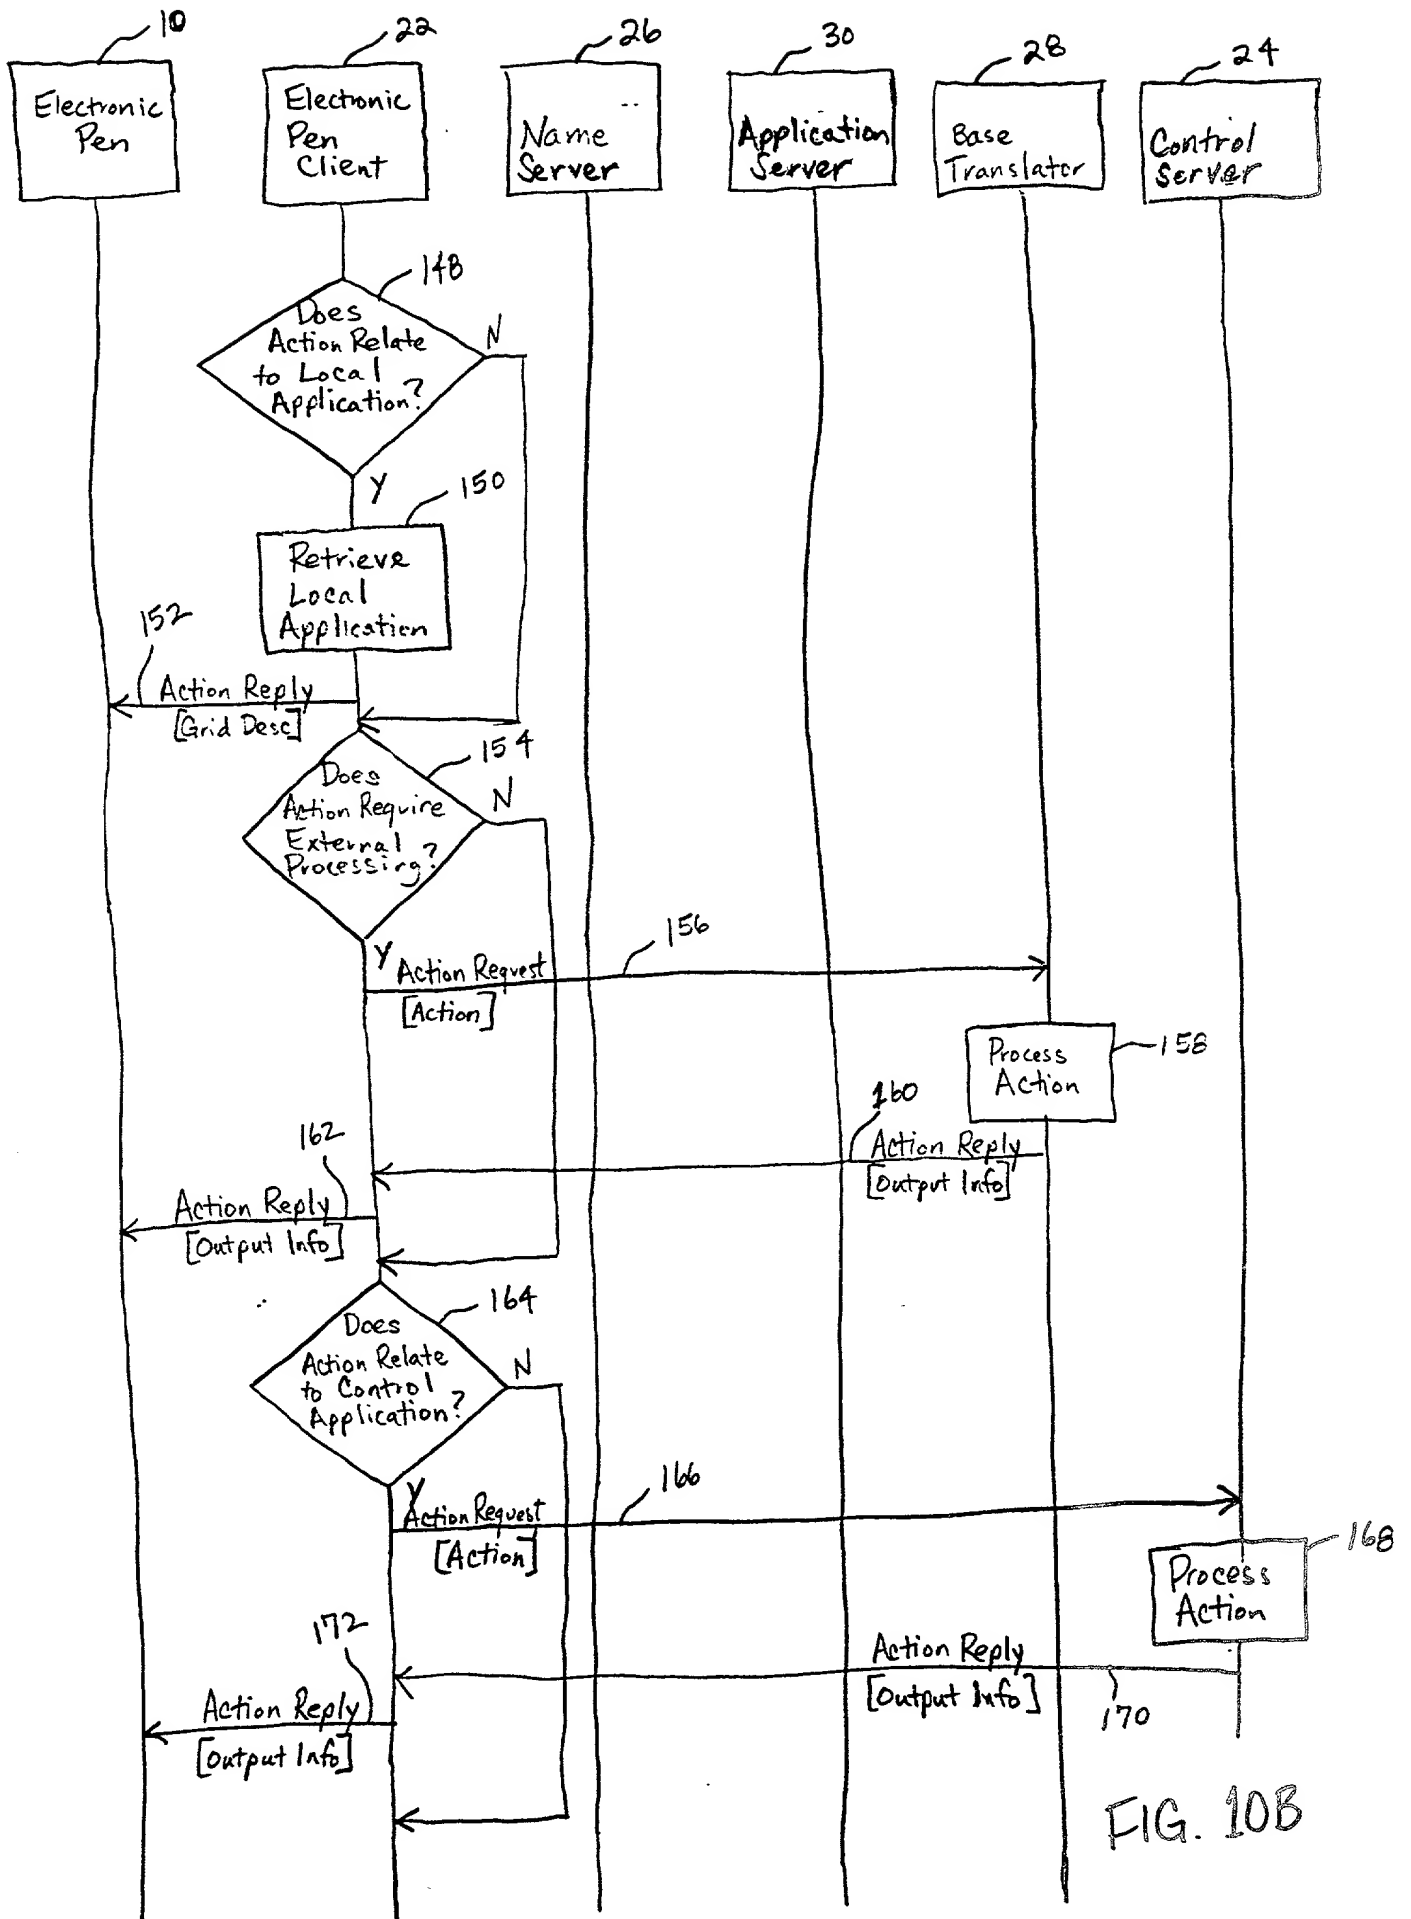 10
22
26
30
28
24
Electronic
Pen
Electronic
Pen
Client
Name
Server
Application
Server
Base
Translator
Control
Server
148
Does
Action Relate
to Local
Application?
N
Y
150
Retrieve
Local
Application
152
Action Reply
[Grid Desc]
154
Does
Action Require
External
Processing?
N
Y
Action Request
[Action]
156
Process
Action
158
160
Action Reply
[Output Info]
162
Action Reply
[Output Info]
164
Does
Action Relate
to Control
Application?
N
Y
Action Request
[Action]
166
168
Process
Action
Action Reply
[Output Info]
170
172
Action Reply
[Output Info]
FIG. 10B